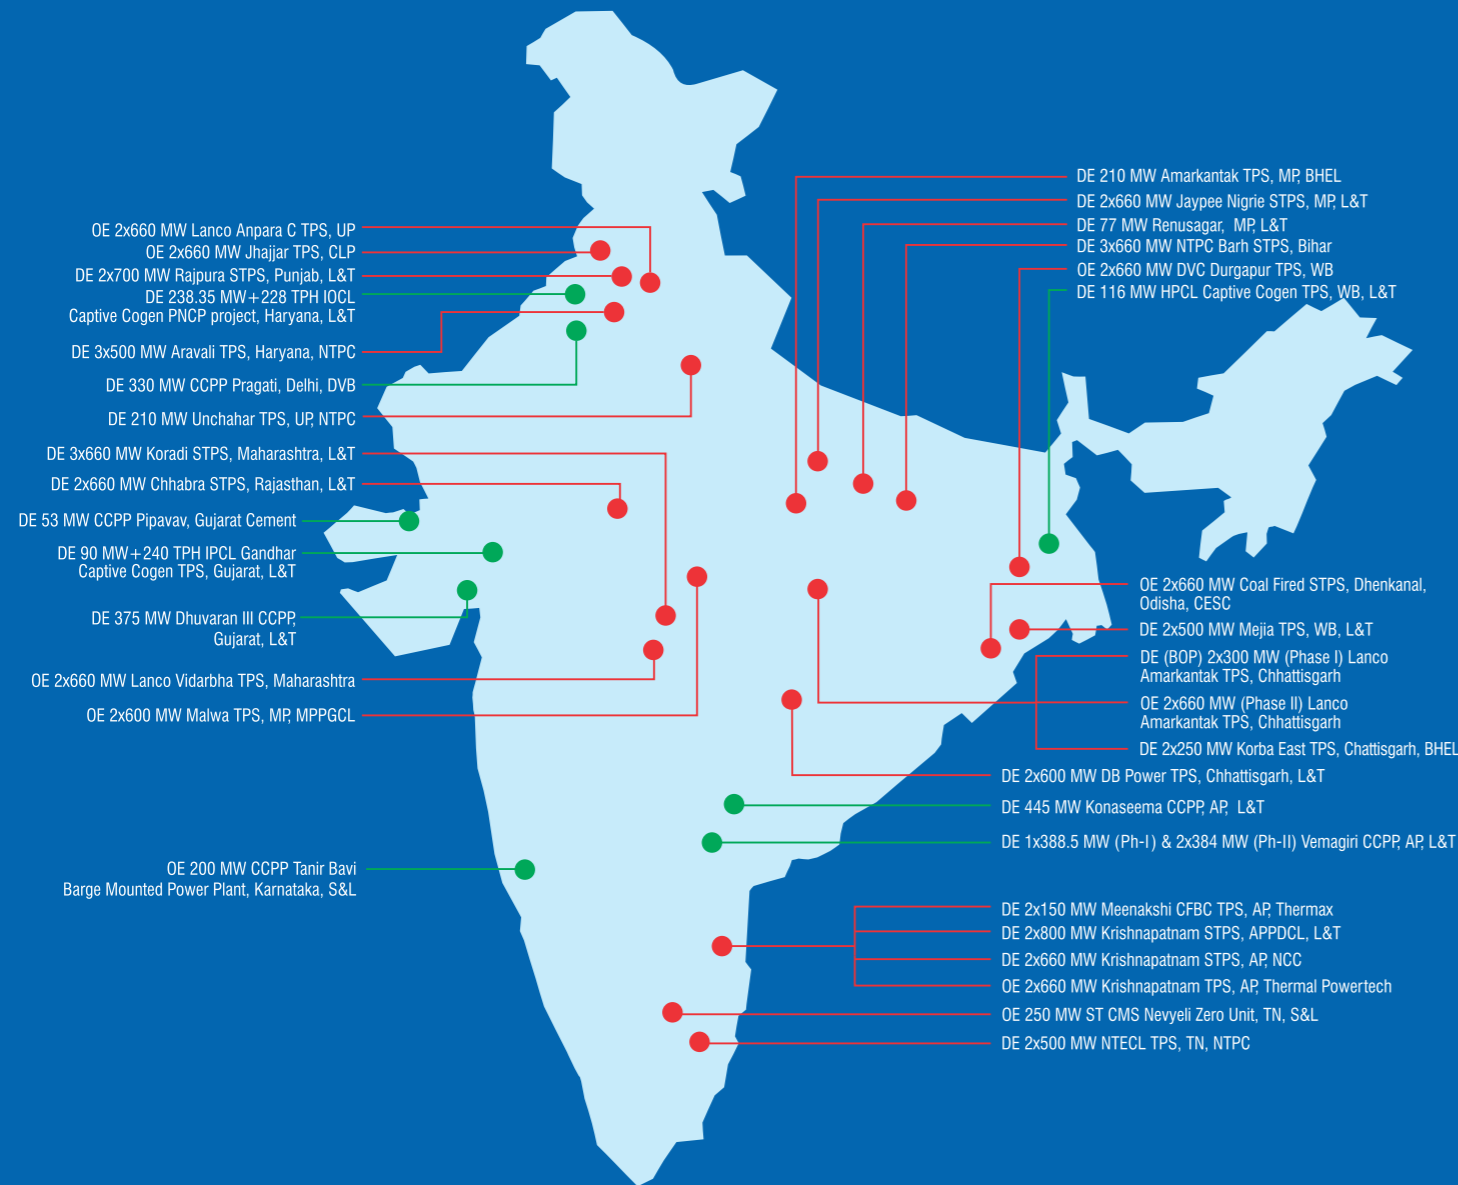 OE 2x660 MW Lanco Anpara C TPS, UP
OE 2x660 MW Jhajjar TPS, CLP
DE 2x700 MW Rajpura STPS, Punjab, L&T
DE 238.35 MW+228 TPH IOCL
Captive Cogen PNCP project, Haryana, L&T
DE 3x500 MW Aravali TPS, Haryana, NTPC
DE 330 MW CCPP Pragati, Delhi, DVB
DE 210 MW Unchahar TPS, UP, NTPC
DE 3x660 MW Koradi STPS, Maharashtra, L&T
DE 2x660 MW Chhabra STPS, Rajasthan, L&T
DE 53 MW CCPP Pipavav, Gujarat Cement
DE 90 MW+240 TPH IPCL Gandhar
Captive Cogen TPS, Gujarat, L&T
DE 375 MW Dhuvaran III CCPP,
Gujarat, L&T
OE 2x660 MW Lanco Vidarbha TPS, Maharashtra
OE 2x600 MW Malwa TPS, MP, MPPGCL
OE 200 MW CCPP Tanir Bavi
Barge Mounted Power Plant, Karnataka, S&L
DE 210 MW Amarkantak TPS, MP, BHEL
DE 2x660 MW Jaypee Nigrie STPS, MP, L&T
DE 77 MW Renusagar, MP, L&T
DE 3x660 MW NTPC Barh STPS, Bihar
OE 2x660 MW DVC Durgapur TPS, WB
DE 116 MW HPCL Captive Cogen TPS, WB, L&T
OE 2x660 MW Coal Fired STPS, Dhenkanal,
Odisha, CESC
DE 2x500 MW Mejia TPS, WB, L&T
DE (BOP) 2x300 MW (Phase I) Lanco
Amarkantak TPS, Chhattisgarh
OE 2x660 MW (Phase II) Lanco
Amarkantak TPS, Chhattisgarh
DE 2x250 MW Korba East TPS, Chattisgarh, BHEL
DE 2x600 MW DB Power TPS, Chhattisgarh, L&T
DE 445 MW Konaseema CCPP, AP, L&T
DE 1x388.5 MW (Ph-I) & 2x384 MW (Ph-II) Vemagiri CCPP, AP, L&T
DE 2x150 MW Meenakshi CFBC TPS, AP, Thermax
DE 2x800 MW Krishnapatnam STPS, APPDCL, L&T
DE 2x660 MW Krishnapatnam STPS, AP, NCC
OE 2x660 MW Krishnapatnam TPS, AP, Thermal Powertech
OE 250 MW ST CMS Nevyeli Zero Unit, TN, S&L
DE 2x500 MW NTECL TPS, TN, NTPC